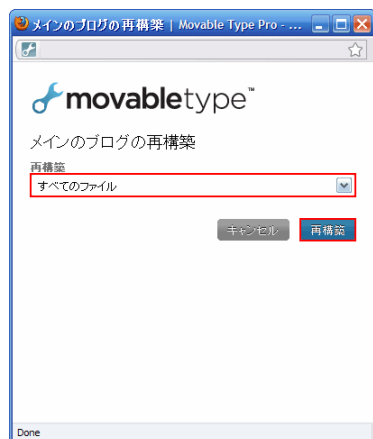 メインのブログの再構築 | Movable Type Pro - ...
movabletype™
メインのブログの再構築
再構築
すべてのファイル
キャンセル 再構築
Done